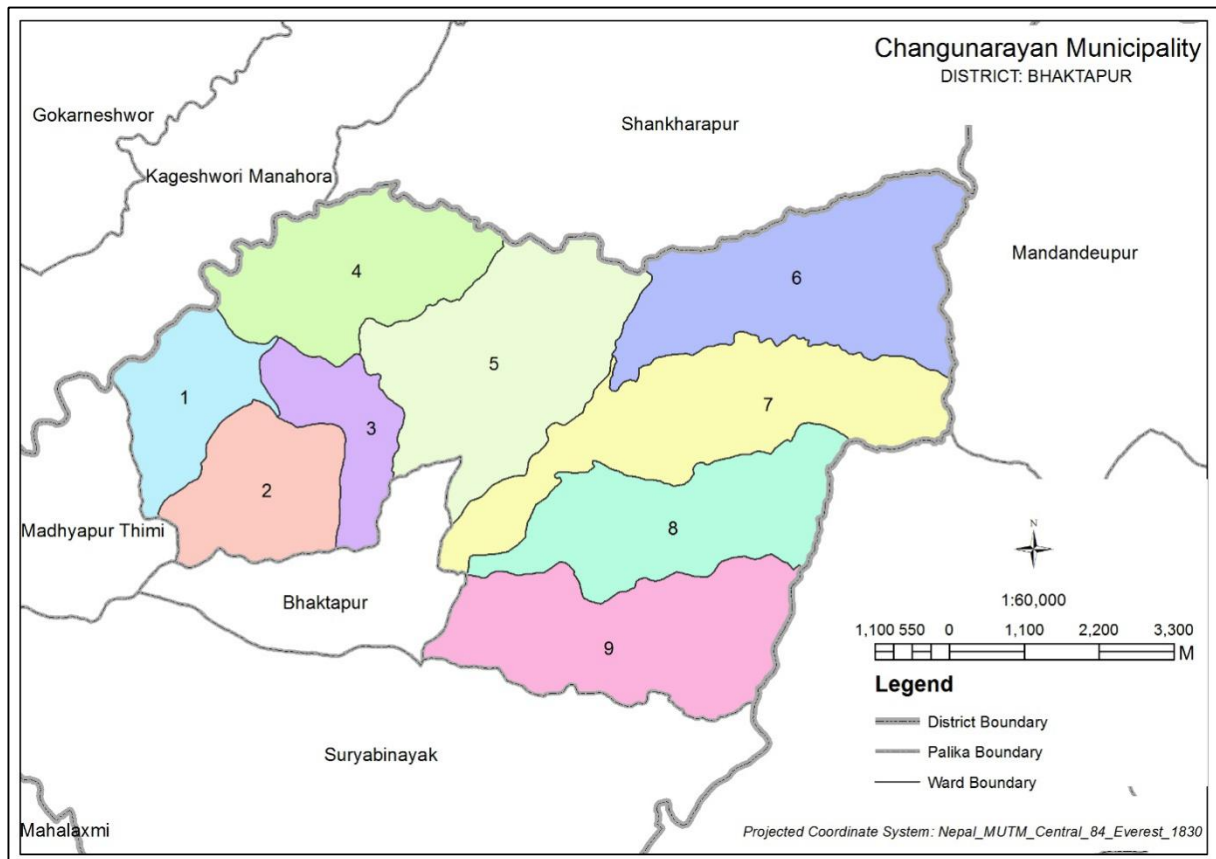 Changunarayan Municipality
DISTRICT: BHAKTAPUR
Gokarneshwor
Shankharapur
Kageshwori Manahora
Mandandeupur
4
6
5
1
7
3
2
8
Madhyapur Thimi
Bhaktapur
9
Suryabinayak
Mahalaxmi
N
1:60,000
1,100 550 0 1,100 2,200 3,300
M
Legend
District Boundary
Palika Boundary
Ward Boundary
Projected Coordinate System: Nepal_MUTM_Central_84_Everest_1830